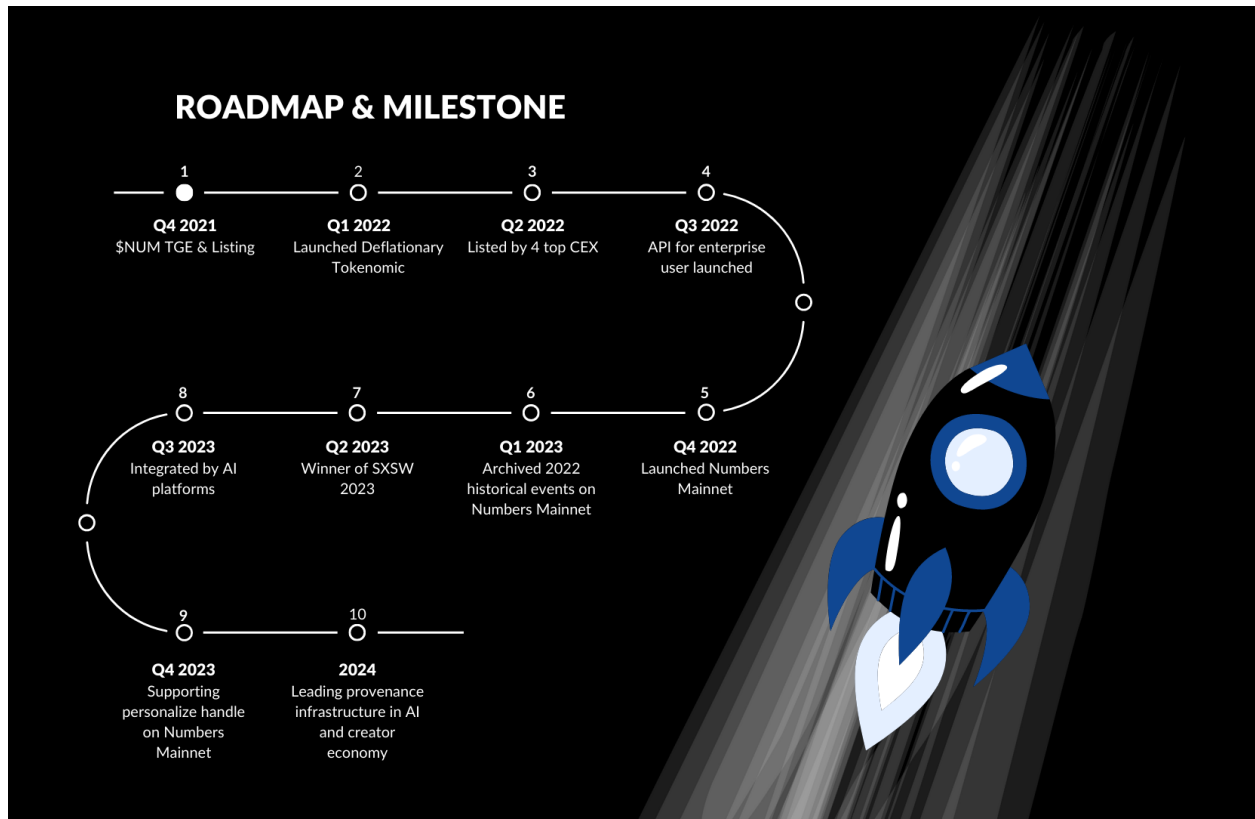 ROADMAP & MILESTONE
1
Q4 2021
$NUM TGE & Listing
2
Q1 2022
Launched Deflationary
Tokenomic
3
Q2 2022
Listed by 4 top CEX
4
Q3 2022
API for enterprise
user launched
5
Q4 2022
Launched Numbers
Mainnet
6
Q1 2023
Archived 2022
historical events on
Numbers Mainnet
7
Q2 2023
Winner of SXSW
2023
8
Q3 2023
Integrated by AI
platforms
9
Q4 2023
Supporting
personalize handle
on Numbers
Mainnet
10
2024
Leading provenance
infrastructure in AI
and creator
economy